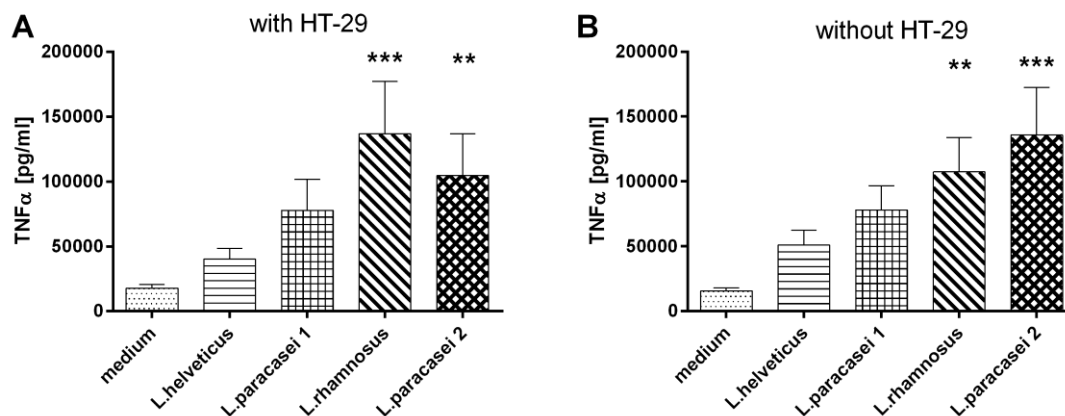 A
with HT-29
200000
150000
100000
50000
0
TNFα [pg/ml]
***
**
medium
L.helveticus
L.paracasei 1
L.rhamnosus
L.paracasei 2
B
without HT-29
200000
150000
100000
50000
0
TNFα [pg/ml]
**
***
medium
L.helveticus
L.paracasei 1
L.rhamnosus
L.paracasei 2